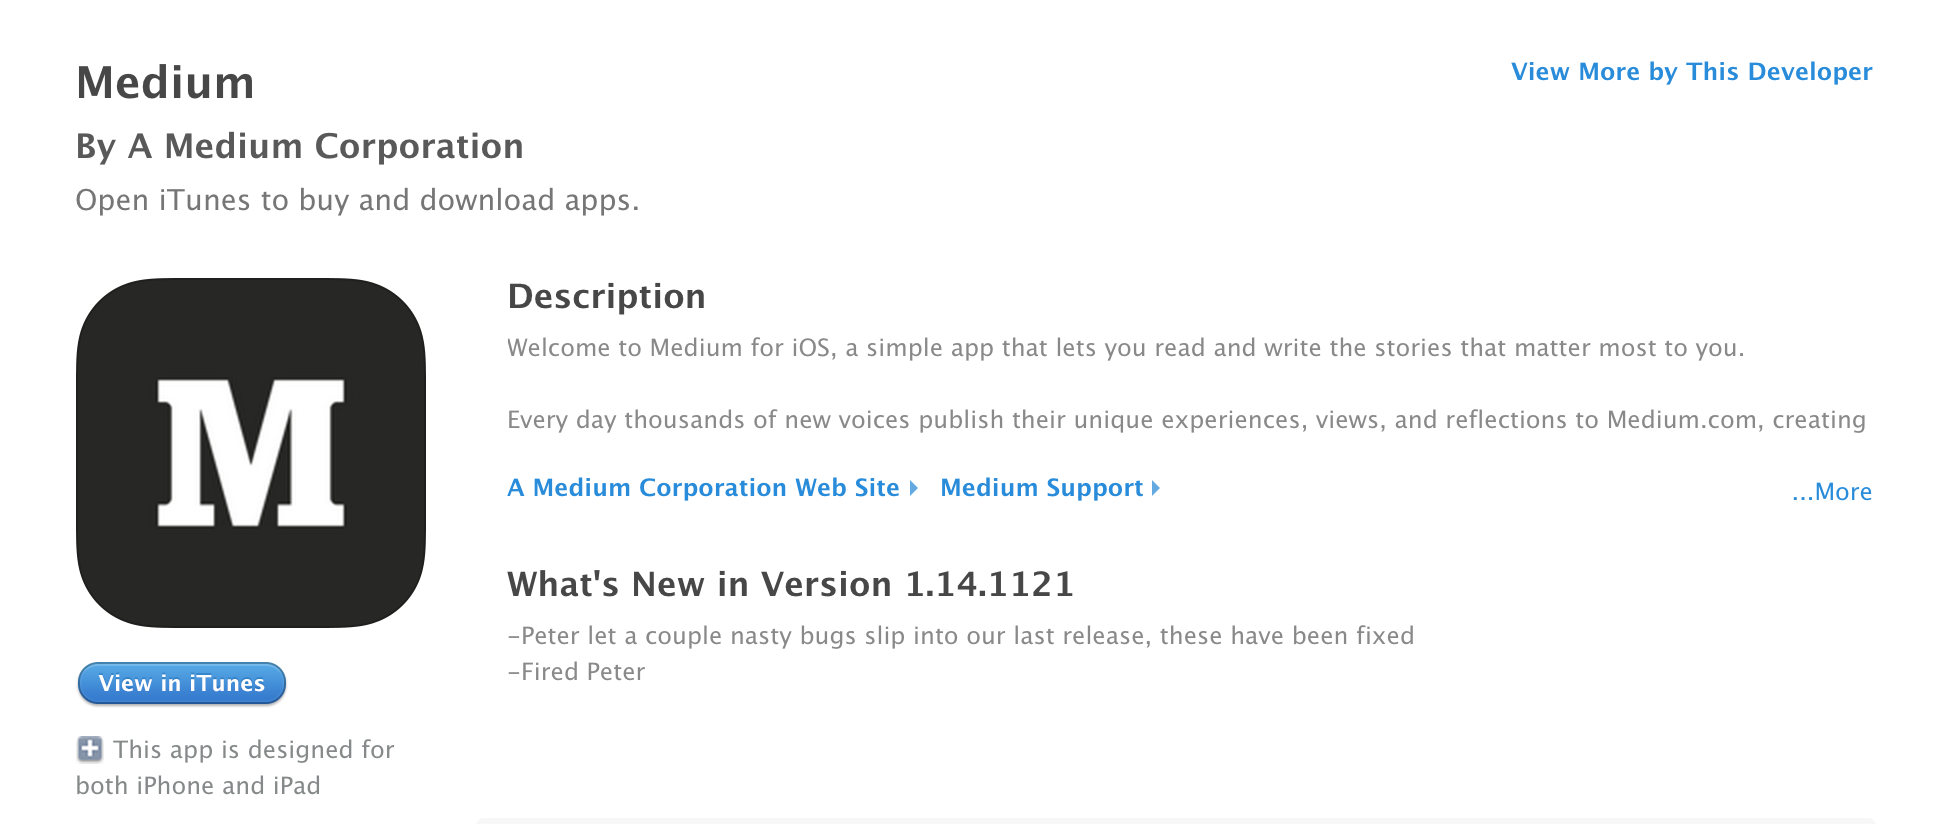 Medium
View More by This Developer
By A Medium Corporation
Open iTunes to buy and download apps.
M
Description
Welcome to Medium for iOS, a simple app that lets you read and write the stories that matter most to you.
Every day thousands of new voices publish their unique experiences, views, and reflections to Medium.com, creating
A Medium Corporation Web Site Medium Support ...More
What's New in Version 1.14.1121
-Peter let a couple nasty bugs slip into our last release, these have been fixed
-Fired Peter
View in iTunes
This app is designed for
both iPhone and iPad